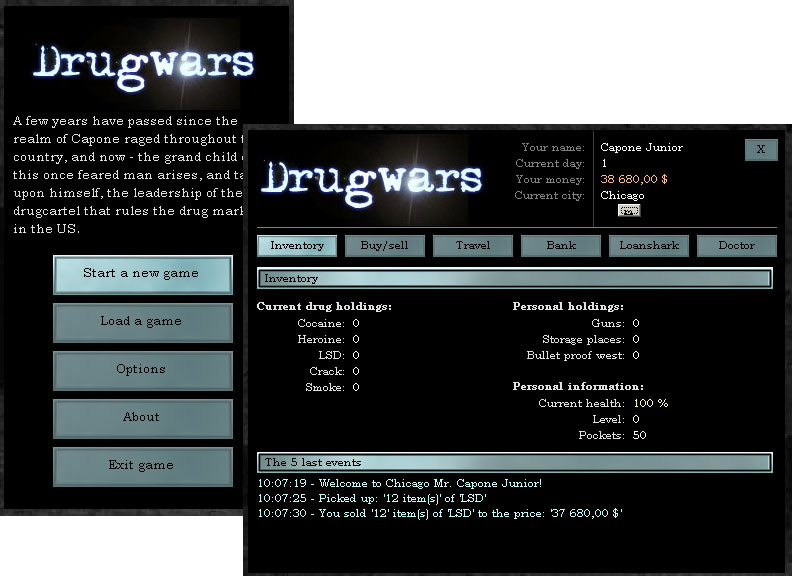 Drugwars
A few years have passed since the
realm of Capone raged throughout
country, and now - the grand child
this once feared man arises, and
upon himself, the leadership of the
drugcartel that rules the drug
in the US.
Start a new game
Load a game
Options
About
Exit game
Drugwars
Your name: Capone Junior
Current day: 1
Your money: 38 680,00 $
Current city: Chicago
X
Inventory Buy/sell Travel Bank Loanshark Doctor
Inventory
Current drug holdings:
Cocaine: 0
Heroine: 0
LSD: 0
Crack: 0
Smoke: 0
Personal holdings:
Guns: 0
Storage places: 0
Bullet proof west: 0
Personal information:
Current health: 100 %
Level: 0
Pockets: 50
The 5 last events
10:07:19 - Welcome to Chicago Mr. Capone Junior!
10:07:25 - Picked up: '12 item(s)' of 'LSD'
10:07:30 - You sold '12' item(s) of 'LSD' to the price: '37 680,00 $'